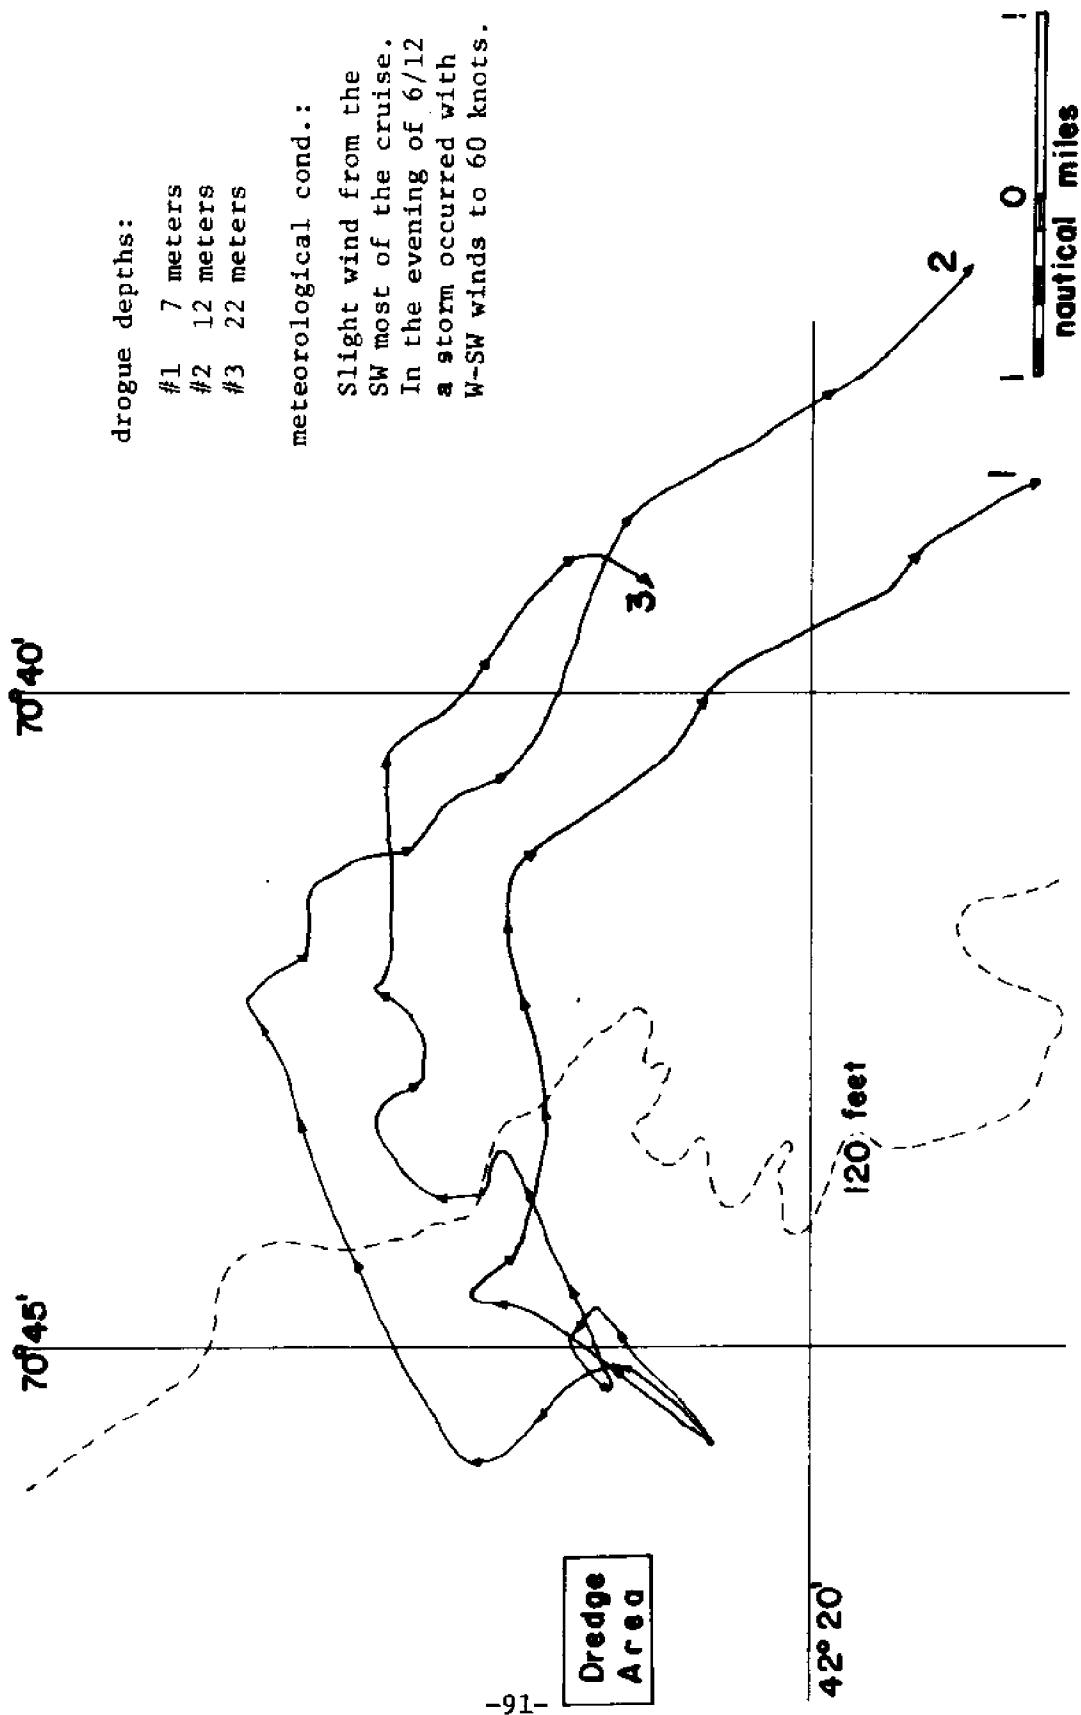 drogue depths:
#1 7 meters
#2 12 meters
#3 22 meters
meteorological cond.:
Slight wind from the
SW most of the cruise.
In the evening of 6/12
a storm occurred with
W-SW winds to 60 knots.
70°45'
70°40'
3
2
1
Dredge
Area
42° 20'
120 feet
1 0 1
nautical miles
-91-